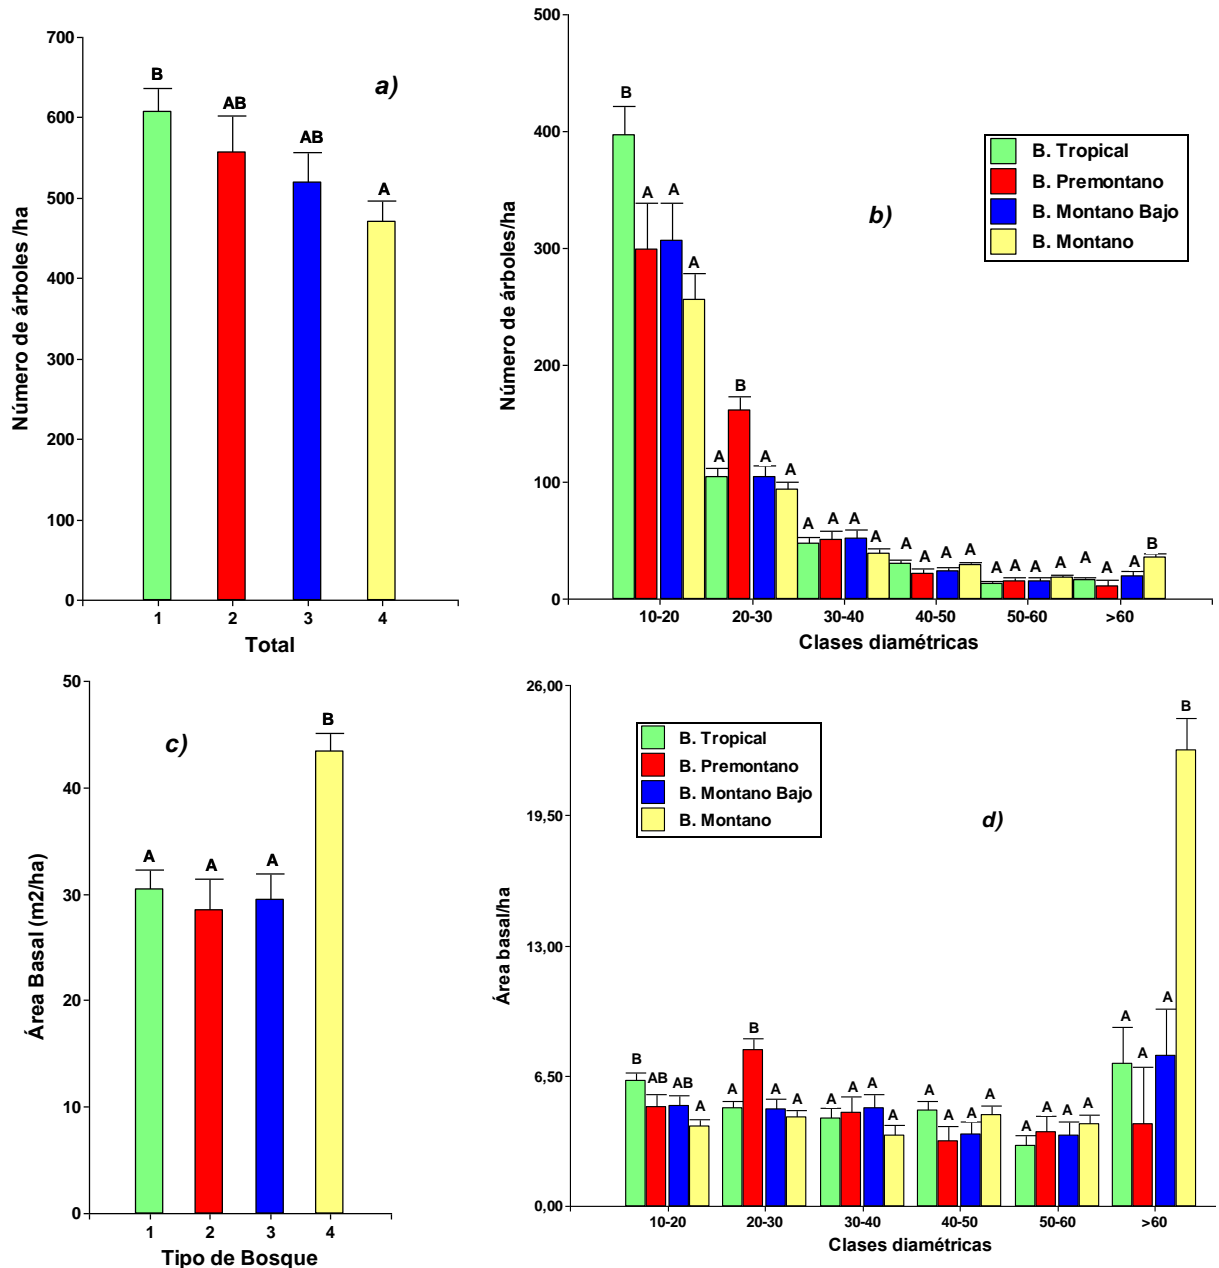 a)
Número de árboles /ha
700
600
500
400
300
200
100
0
B
AB
AB
A
1 2 3 4
Total
b)
Número de árboles/ha
500
400
300
200
100
0
B. Tropical
B. Premontano
B. Montano Bajo
B. Montano
B A A A
A B A A
A A A A
A A A A
A A A A
A A A B
10-20 20-30 30-40 40-50 50-60 >60
Clases diamétricas
c)
Área Basal (m2/ha)
50
40
30
20
10
0
A A A B
1 2 3 4
Tipo de Bosque
d)
Área basal/ha
26,00
19,50
13,00
6,50
0,00
B. Tropical
B. Premontano
B. Montano Bajo
B. Montano
B AB AB A
A B A A
A A A A
A A A A
A A A A
A A A B
10-20 20-30 30-40 40-50 50-60 >60
Clases diamétricas